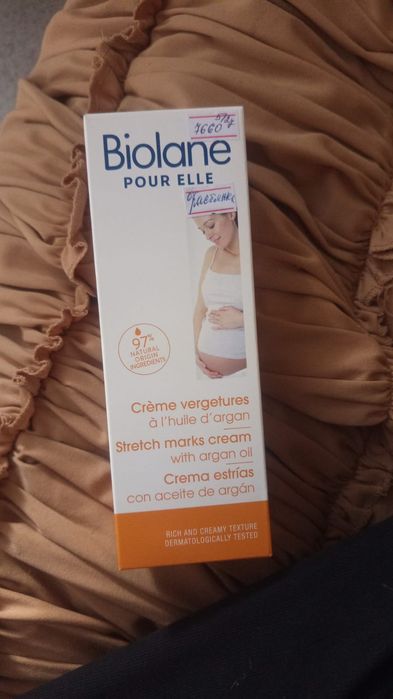 7660
Biolane
POUR ELLE
97%
NATURAL
ORIGIN
INGREDIENTS
Crème vergetures
à l'huile d'argan
Stretch marks cream
with argan oil
Crema estrías
con aceite de argán
RICH AND CREAMY TEXTURE
DERMATOLOGICALLY TESTED